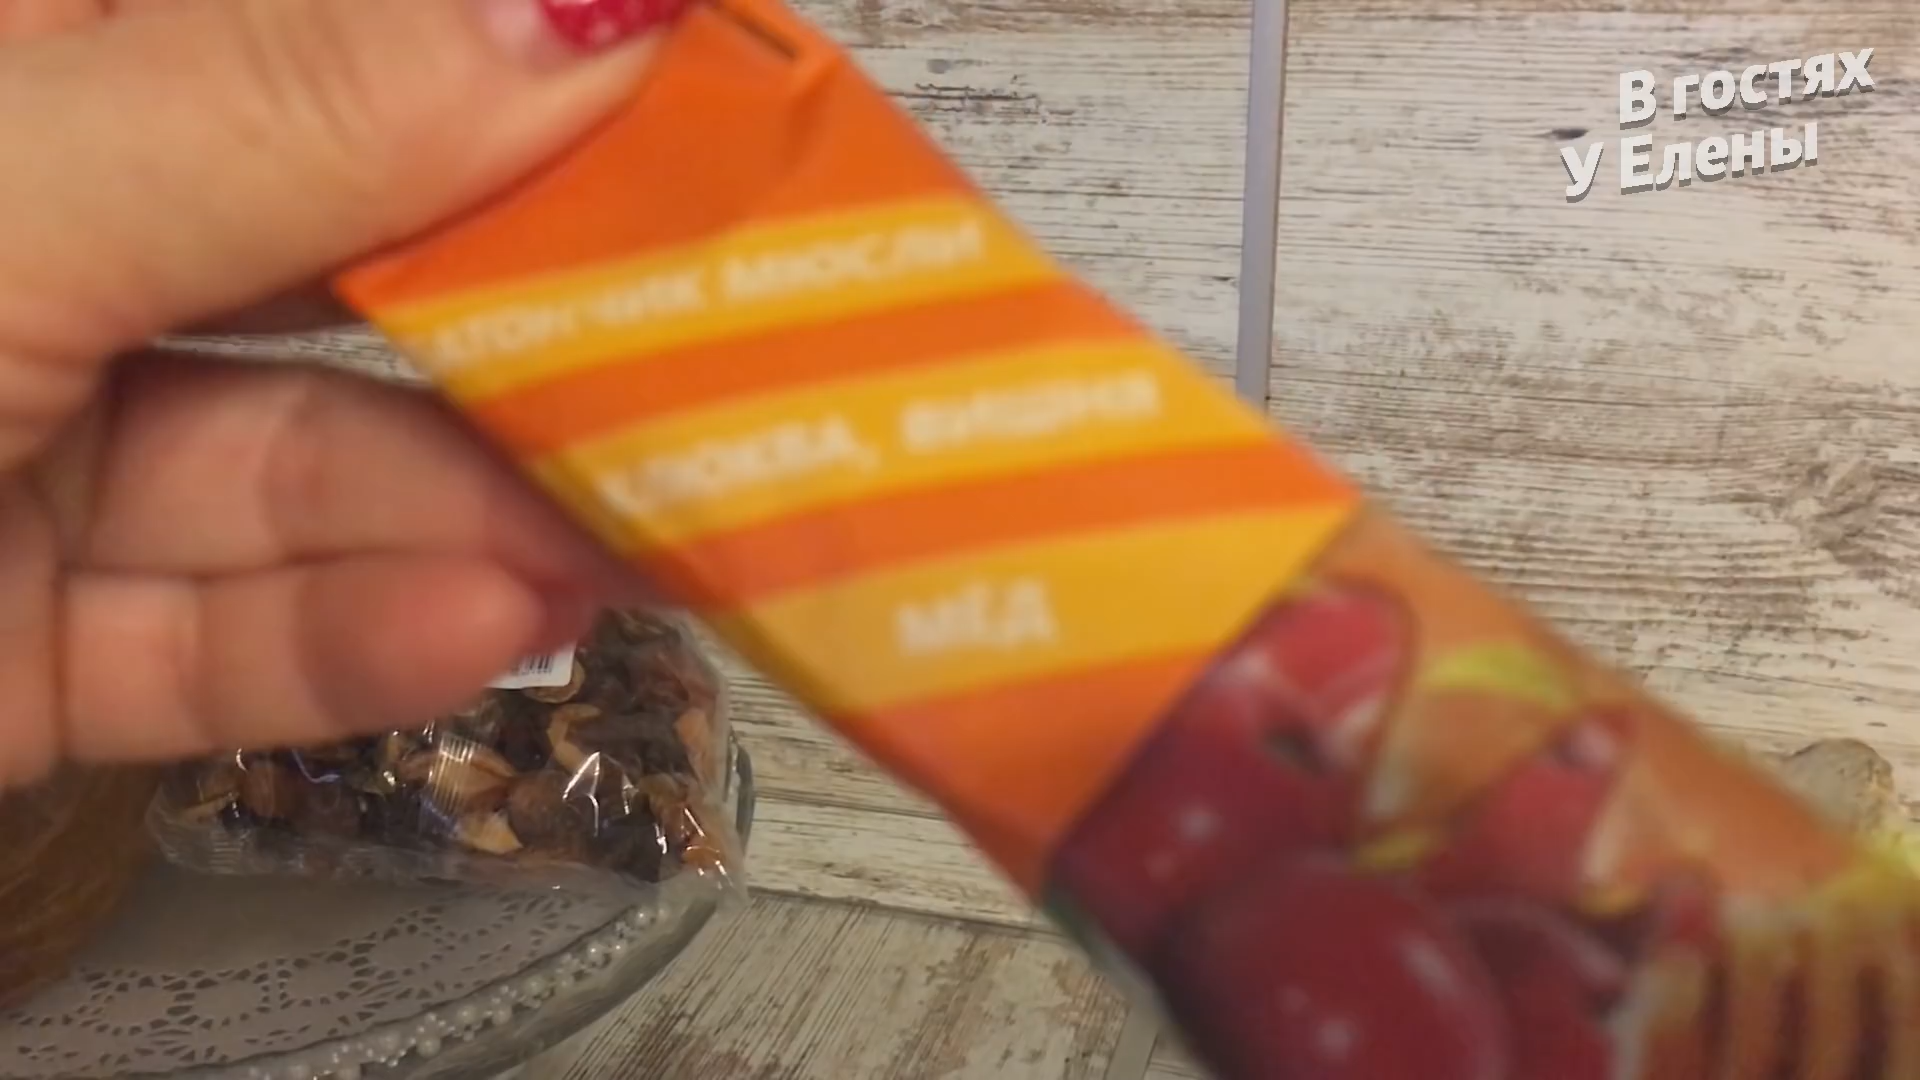 В гостях
у Елены
батончик мюсли
клюква, вишня
мёд